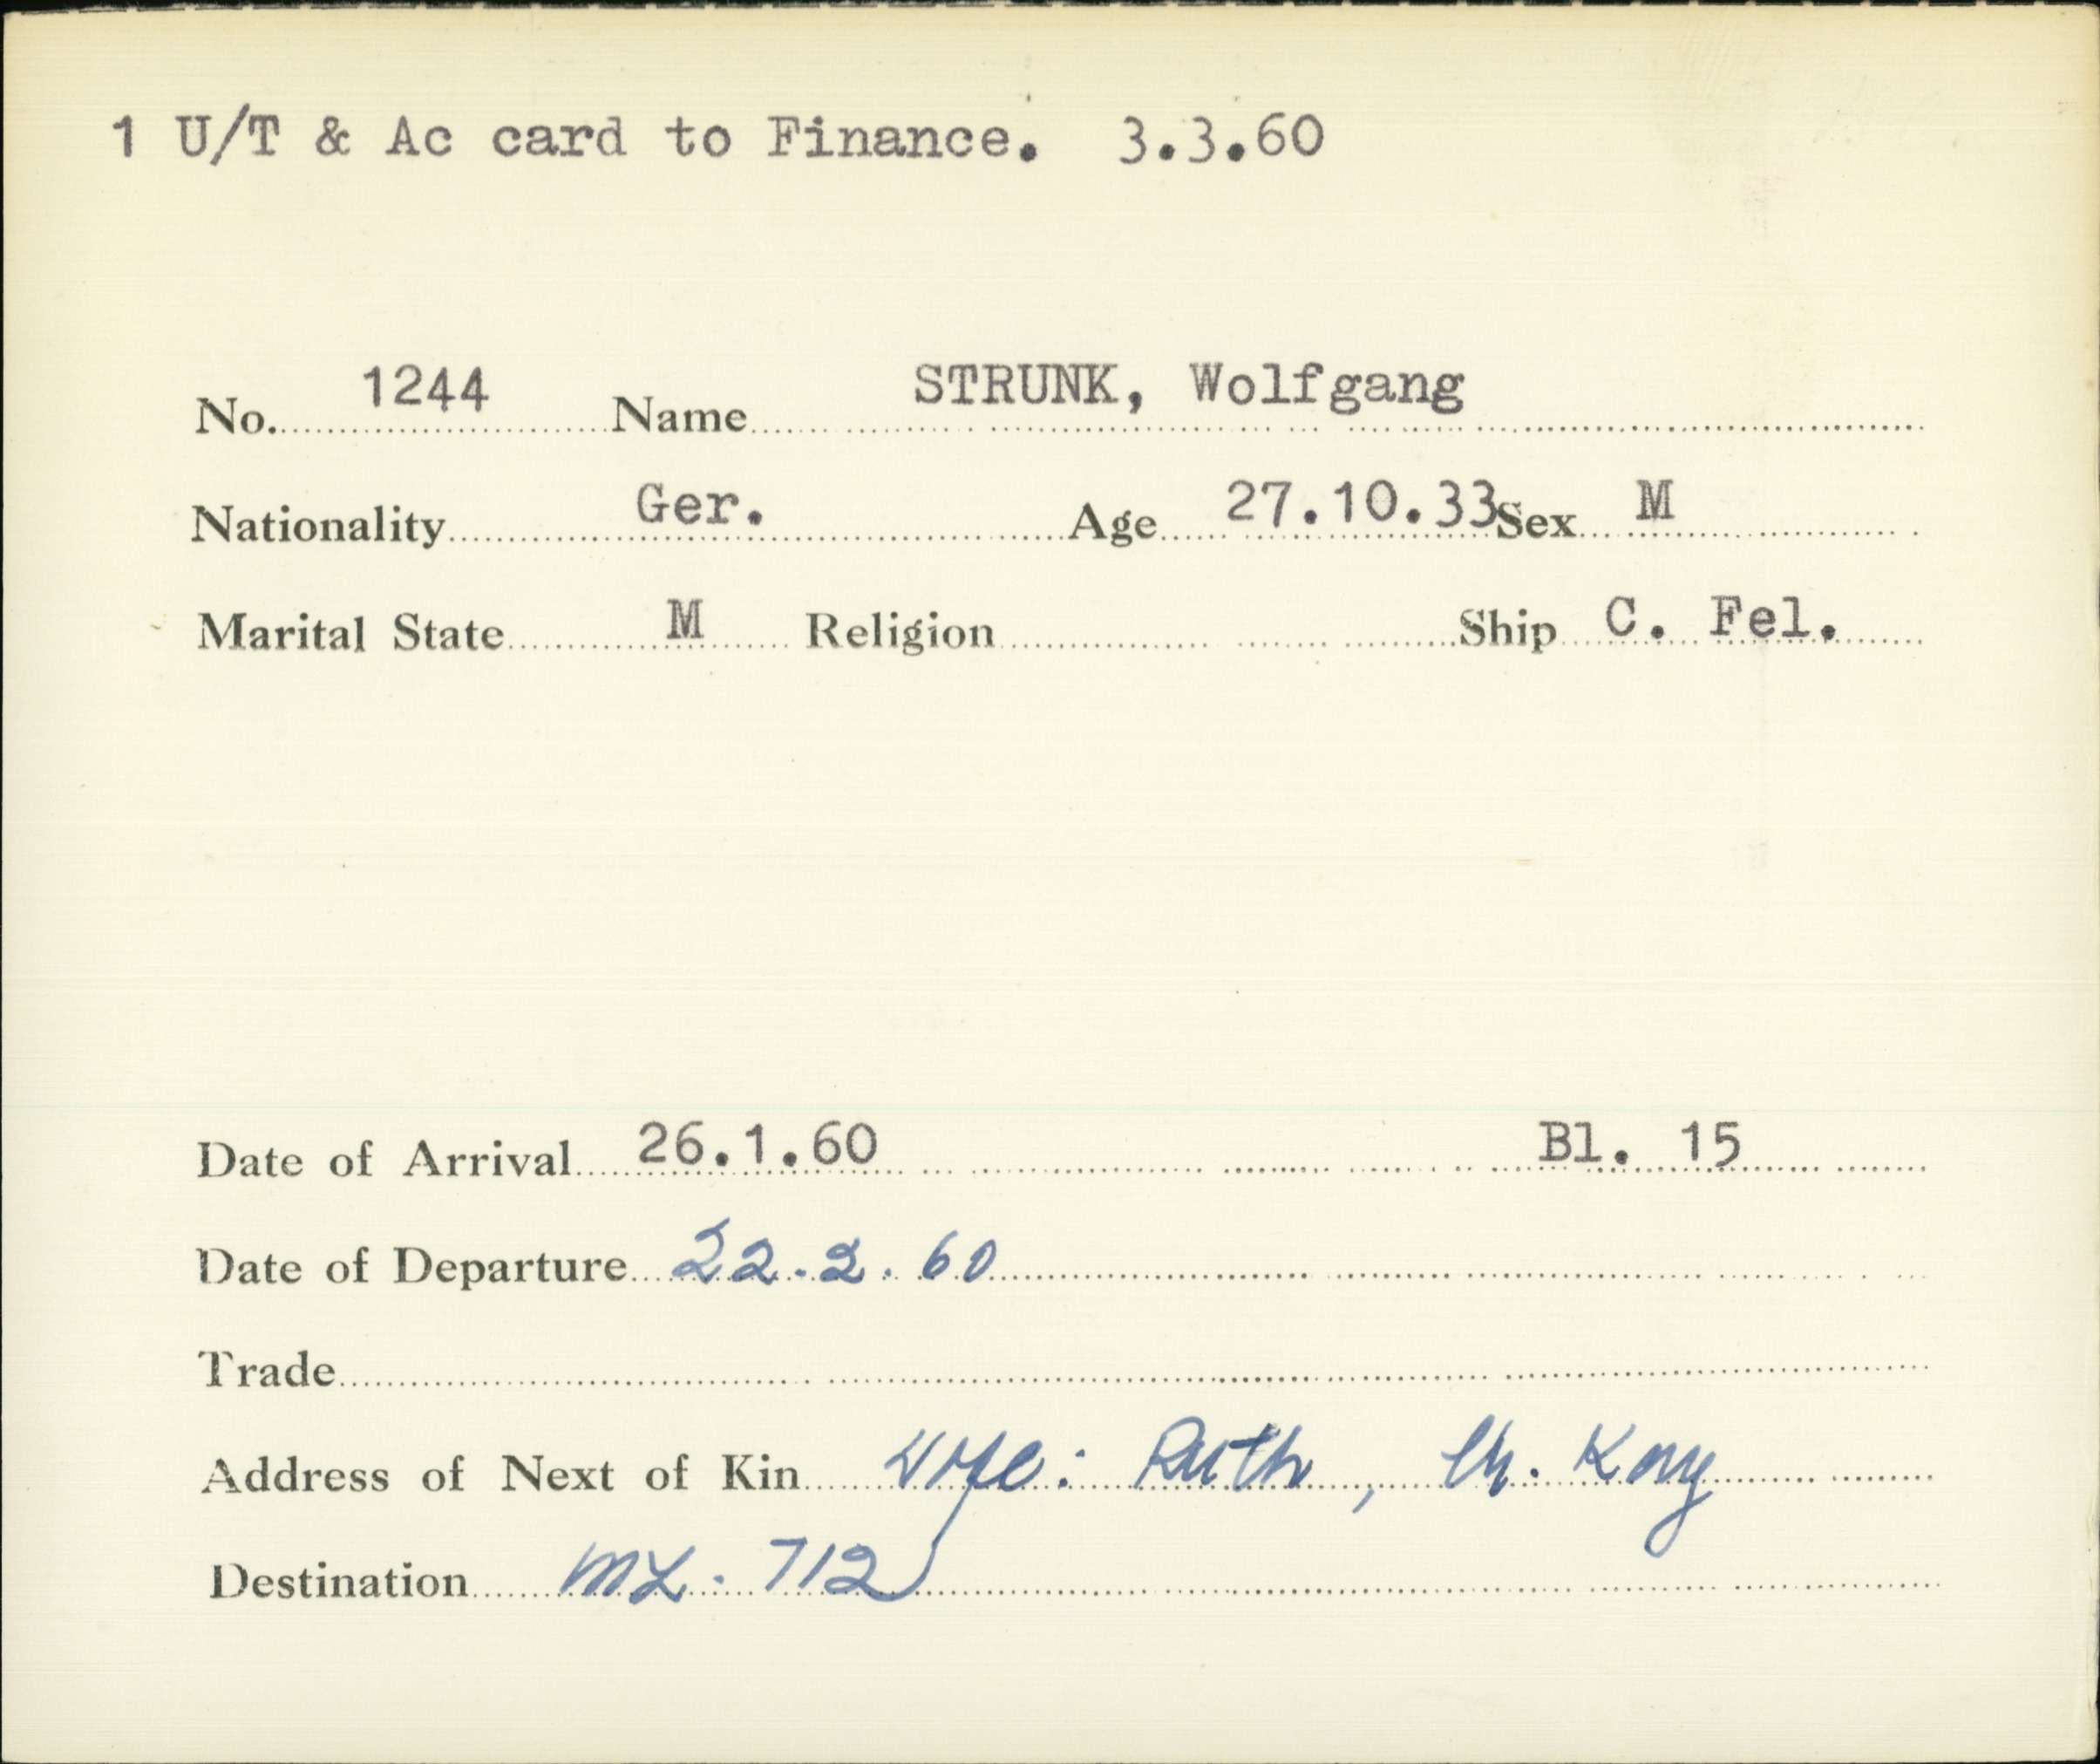 1 U/T & Ac card to Finance. 3.3.60
No. 1244 Name STRUNK, Wolfgang
Nationality Ger. Age 27.10.33 Sex M
Marital State M Religion Ship C. Fel.
Date of Arrival 26.1.60 Bl. 15
Date of Departure 22.2.60
Trade
Address of Next of Kin Wife: Ruth,
Destination 712